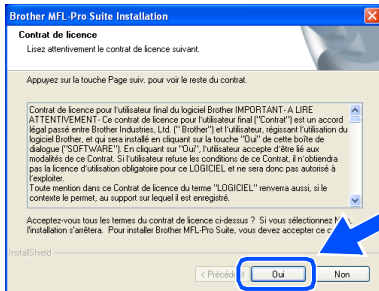 Brother MFL-Pro Suite Installation
Contrat de licence
Lisez attentivement le contrat de licence suivant.
Appuyez sur la touche Page suiv. pour voir le reste du contrat.
Contrat de licence pour l'utilisateur final du logiciel Brother IMPORTANT- A LIRE
ATTENTIVEMENT- Ce contrat de licence pour l'utilisateur final ("Contrat") est un accord
légal passé entre Brother Industries, Ltd. (" Brother") et l'utilisateur, régissant l'utilisation du
logiciel Brother, et qui sera installé en cliquant sur la touche "Oui" de cette boîte de
dialogue ("SOFTWARE"). En cliquant sur "Oui", l'utilisateur accepte d'être lié aux
modalités de ce Contrat. Si l'utilisateur refuse les conditions de ce Contrat, il n'obtiendra
pas la licence d'utilisation obligatoire pour ce LOGICIEL et ne sera donc pas autorisé à
l'exploiter.
Toute mention dans ce Contrat de licence du terme "LOGICIEL" renverra aussi, si le
contexte le permet, au support sur lequel il est enregistré.
Acceptez-vous tous les termes du contrat de licence ci-dessus ? Si vous sélectionnez
l'installation s'arrêtera. Pour installer Brother MFL-Pro Suite, vous devez accepter ce
InstallShield
< Précédent Oui Non